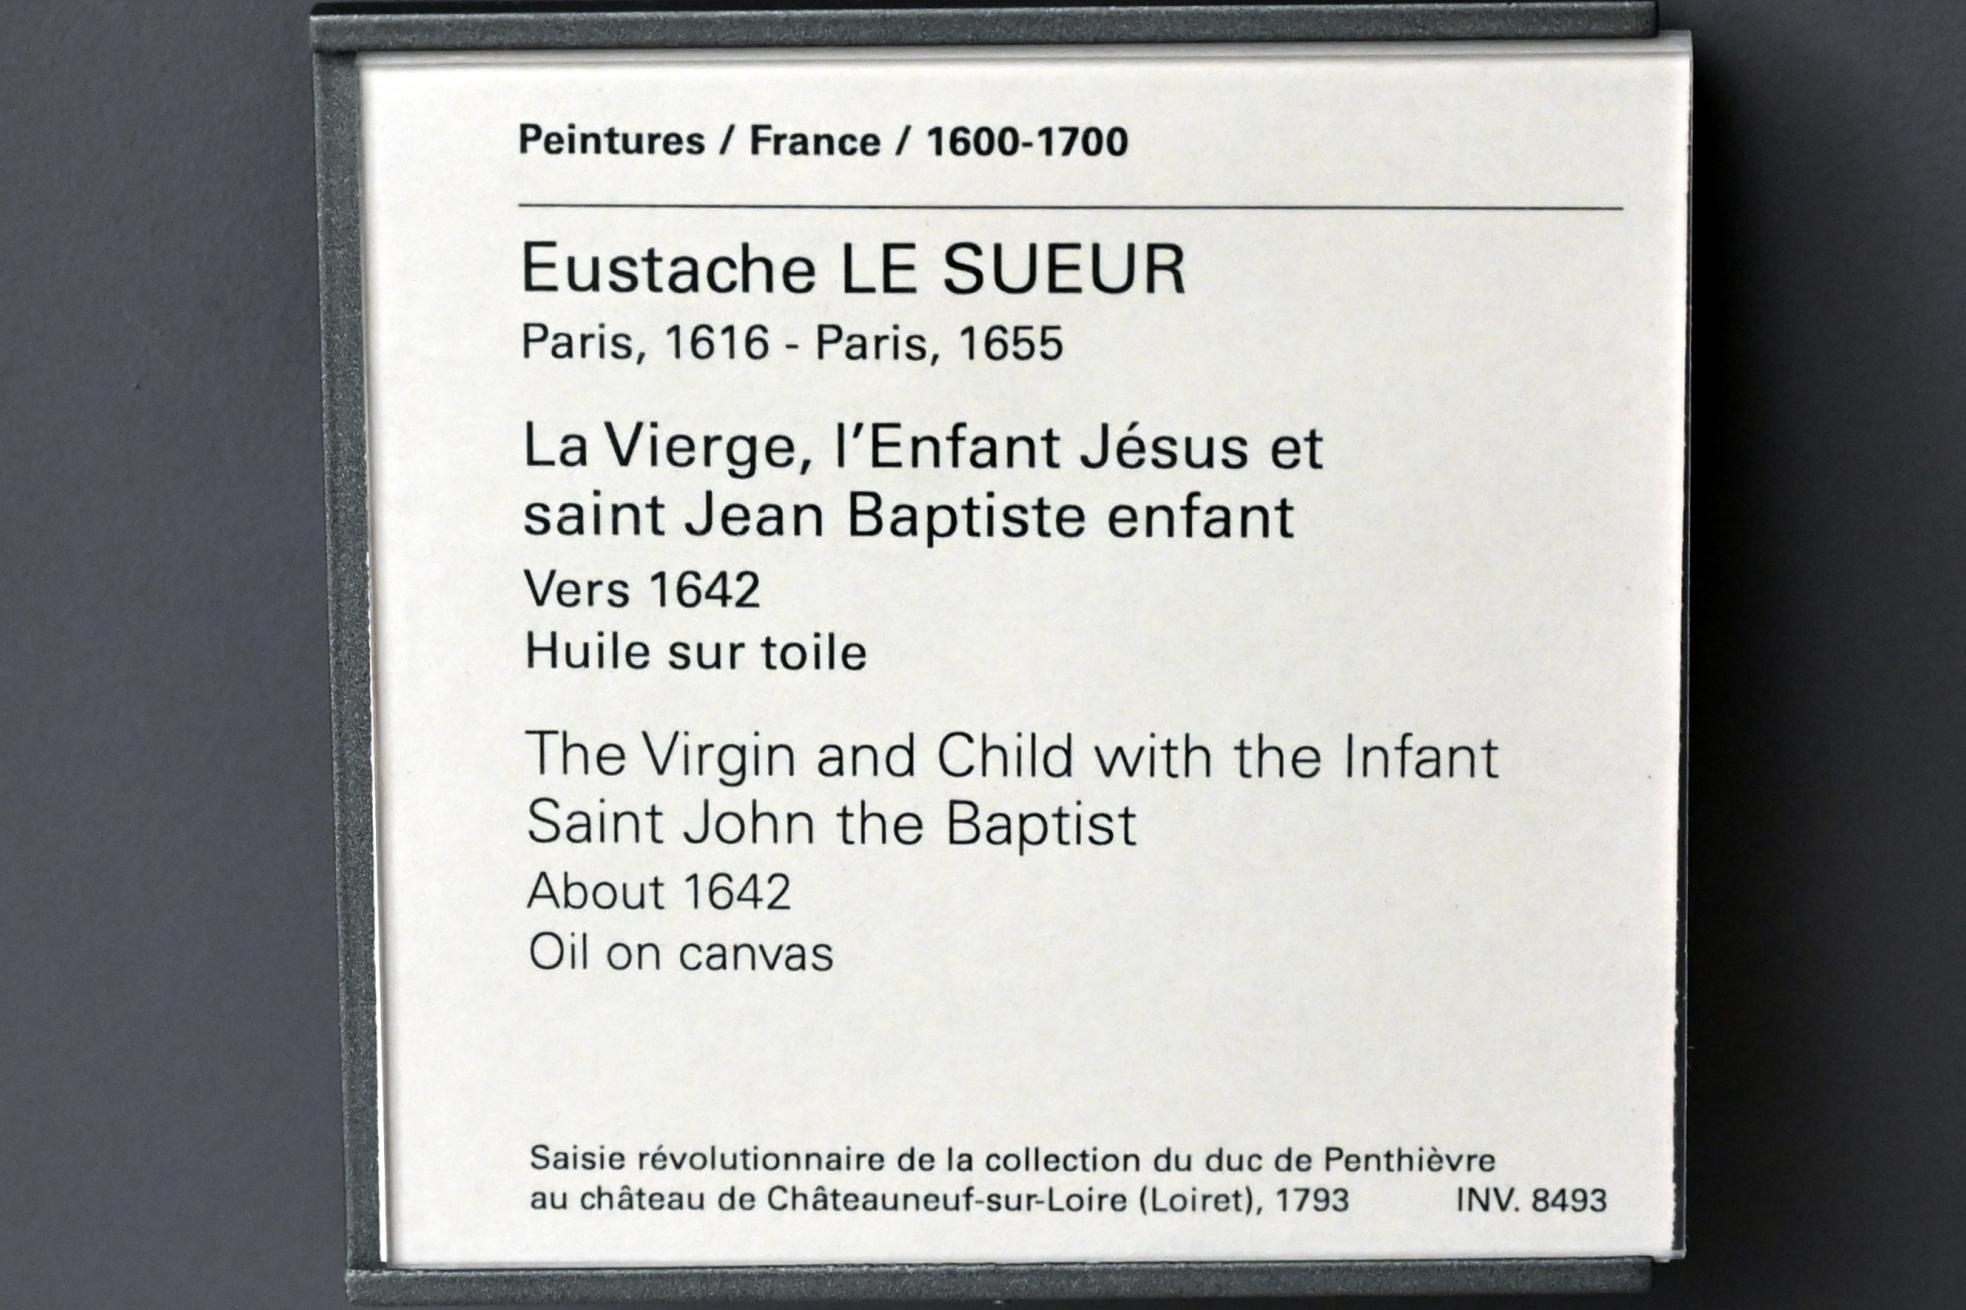 Peintures / France / 1600-1700
Eustache LE SUEUR
Paris, 1616 - Paris, 1655
La Vierge, l'Enfant Jésus et
saint Jean Baptiste enfant
Vers 1642
Huile sur toile
The Virgin and Child with the Infant
Saint John the Baptist
About 1642
Oil on canvas
Saisie révolutionnaire de la collection du duc de Penthièvre
au château de Châteauneuf-sur-Loire (Loiret), 1793 INV. 8493